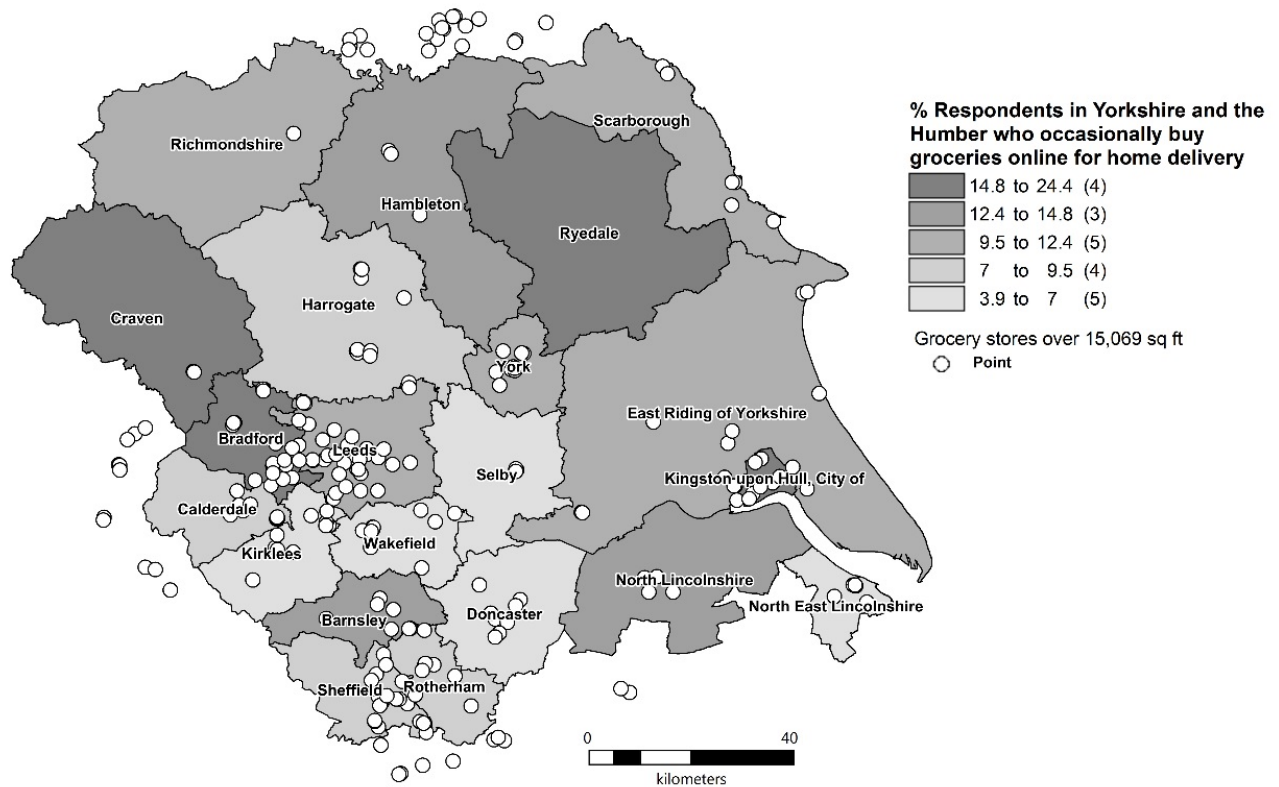 % Respondents in Yorkshire and the
Humber who occasionally buy
groceries online for home delivery
14.8 to 24.4 (4)
12.4 to 14.8 (3)
9.5 to 12.4 (5)
7 to 9.5 (4)
3.9 to 7 (5)
Grocery stores over 15,069 sq ft
Point
Scarborough
Richmondshire
Hambleton
Ryedale
Harrogate
Craven
York
East Riding of Yorkshire
Bradford
Leeds
Selby
Kingston upon Hull, City of
Calderdale
Wakefield
Kirklees
North Lincolnshire
North East Lincolnshire
Doncaster
Barnsley
Sheffield
Rotherham
0 40
kilometers